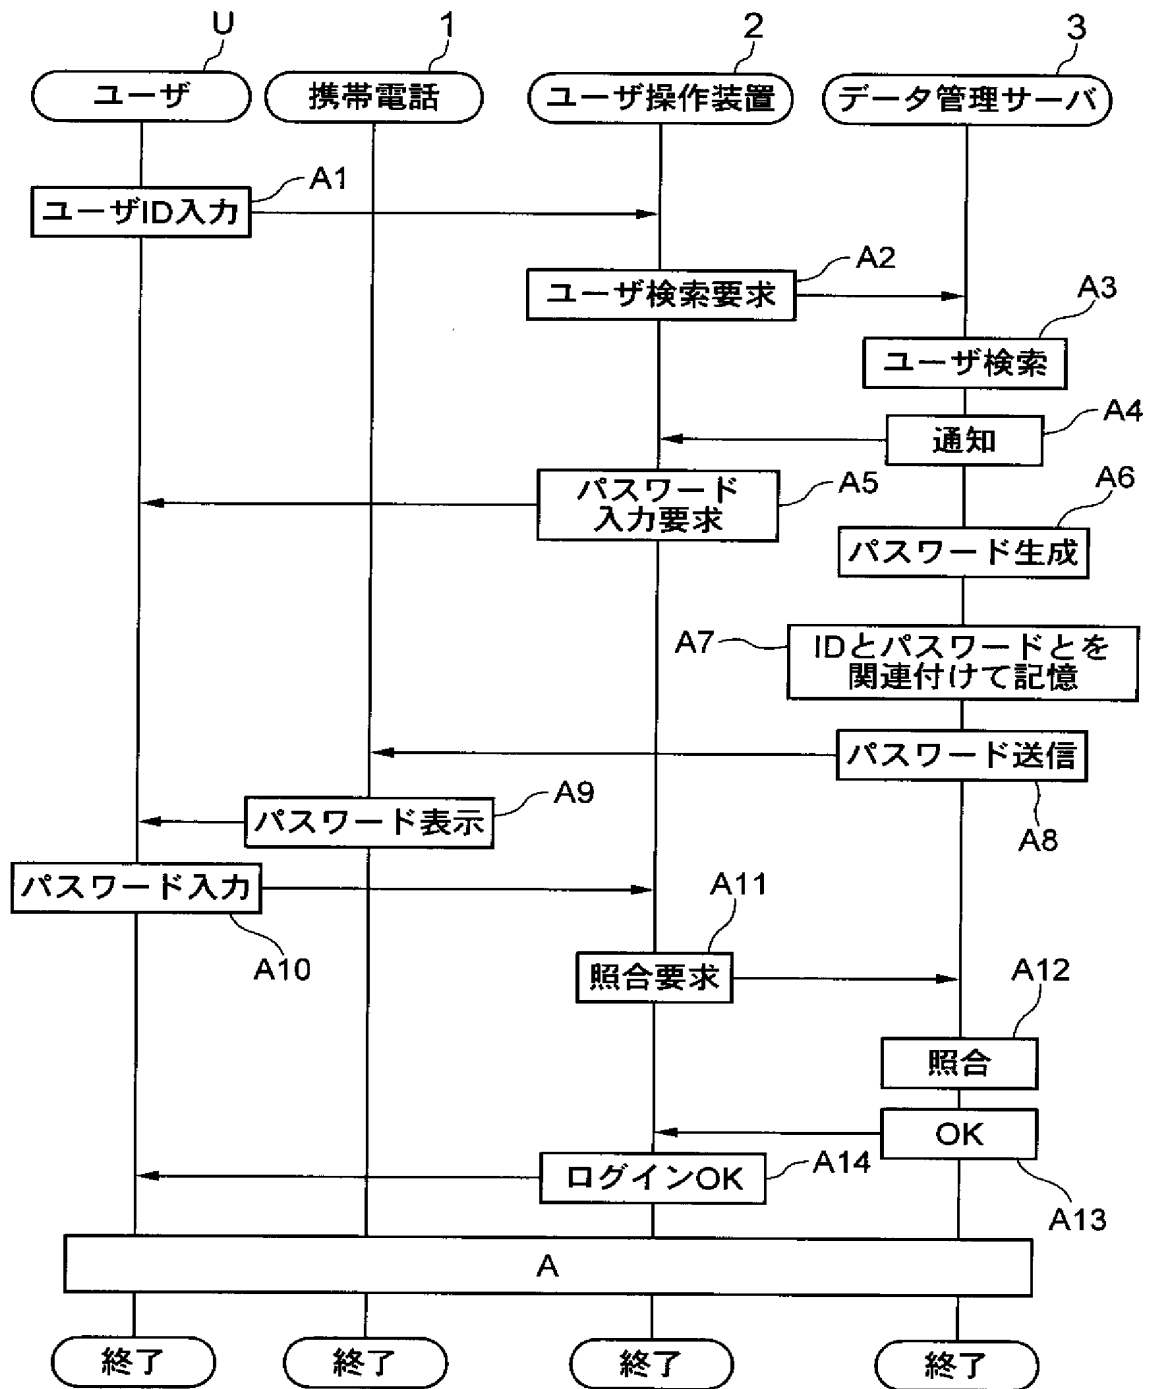 U
1
2
3
ユーザ
携帯電話
ユーザ操作装置
データ管理サーバ
A1
ユーザID入力
A2
ユーザ検索要求
A3
ユーザ検索
A4
通知
A5
パスワード
入力要求
A6
パスワード生成
A7
IDとパスワードとを
関連付けて記憶
パスワード送信
A8
A9
パスワード表示
パスワード入力
A10
A11
照合要求
A12
照合
OK
A13
A14
ログインOK
A
終了
終了
終了
終了